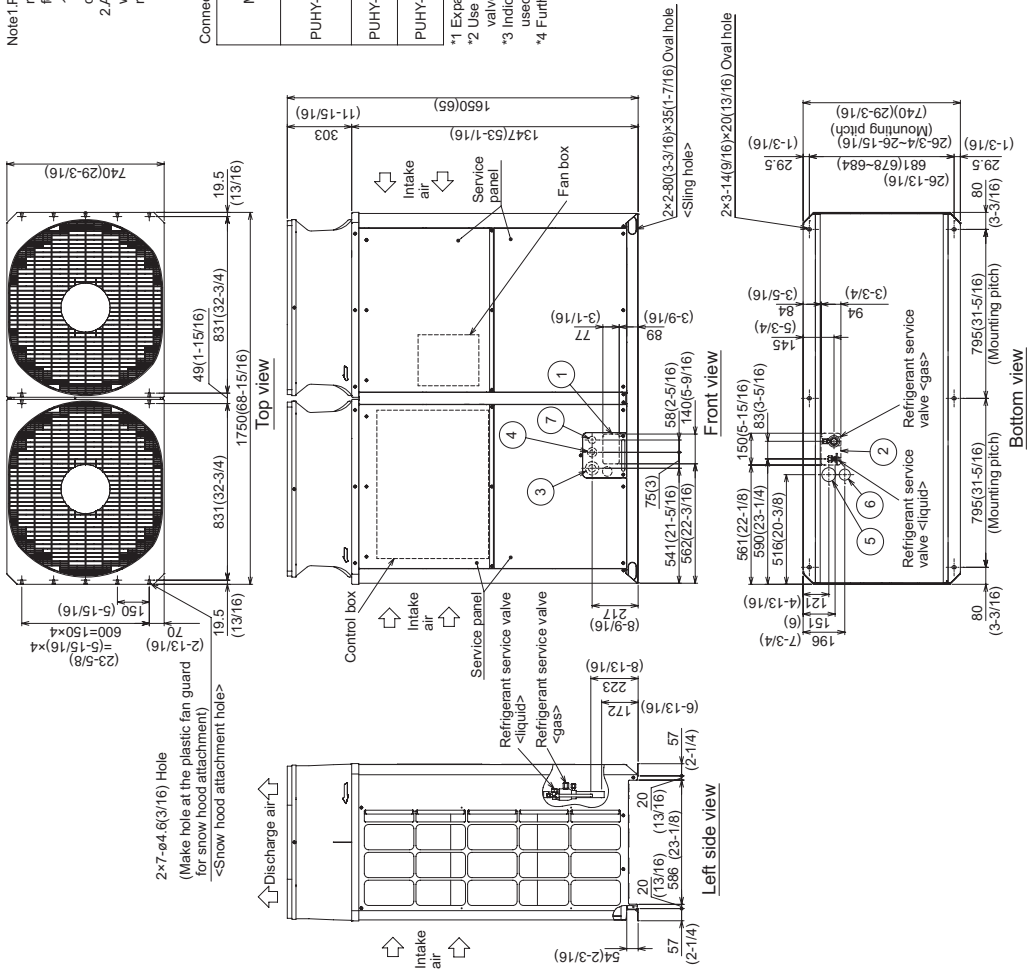 Note1.
2.
Connec
PUHY-
PUHY-
PUHY-
*1 Expa
*2 Use
valv
*3 Indic
used
*4 Furth
740(29-3/16)
19.5
(13/16)
831(32-3/4)
49(1-15/16)
1750(68-15/16)
831(32-3/4)
19.5
(13/16)
150
(5-15/16)
600=150×4
=(5-15/16)×4
(23-5/8)
70
(2-13/16)
Top view
2×7-ø4.6(3/16) Hole
(Make hole at the plastic fan guard
for snow hood attachment)
<Snow hood attachment hole>
1650(65)
(11-15/16)
303
1347(53-1/16)
Intake
air
Service
panel
Fan box
2×2-80(3-3/16)×35(1-7/16) Oval hole
<Sling hole>
(3-1/16)
77
(3-9/16)
89
1
7
4
3
58(2-5/16)
140(5-9/16)
75(3)
541(21-5/16)
562(22-3/16)
217
(8-9/16)
Control box
Intake
air
Service panel
Front view
Discharge air
Refrigerant service valve
<liquid>
Refrigerant service valve
<gas>
223
(8-13/16)
172
(6-13/16)
57
(2-1/4)
20
(13/16)
586 (23-1/8)
20
(13/16)
57
(2-1/4)
54(2-3/16)
Intake
air
Left side view
2×3-14(9/16)×20(13/16) Oval hole
740(29-3/16)
(Mounting pitch)
(26-3/4~26-15/16)
681(678~684)
(26-13/16)
(1-3/16)
29.5
(1-3/16)
29.5
80
(3-3/16)
795(31-5/16)
(Mounting pitch)
795(31-5/16)
(Mounting pitch)
80
(3-3/16)
(3-5/16)
84
(3-3/4)
94
(5-3/4)
145
Refrigerant service
valve <gas>
2
Refrigerant service
valve <liquid>
5
6
150(5-15/16)
83(3-5/16)
561(22-1/8)
590(23-1/4)
516(20-3/8)
121
(4-13/16)
151
(6)
196
(7-3/4)
Bottom view